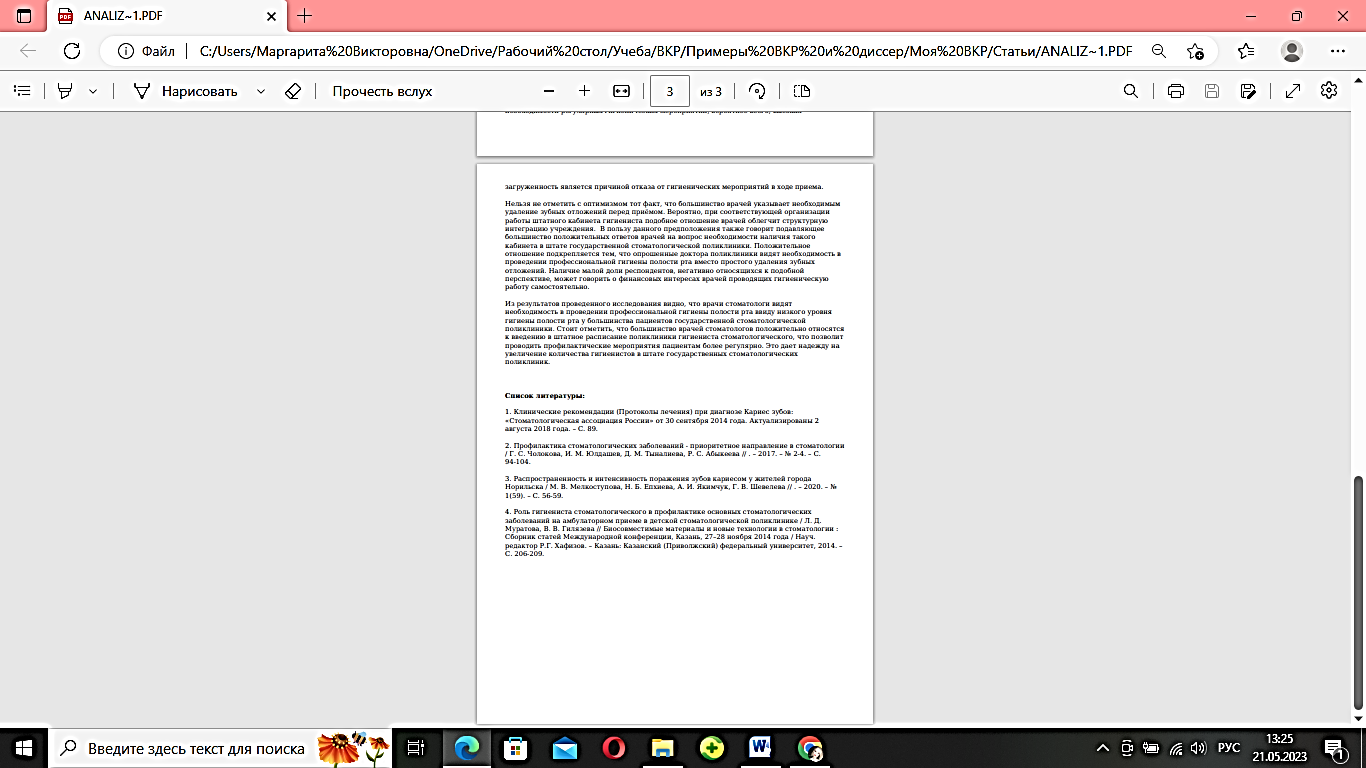 ANALIZ~1.PDF
Файл
C:/Users/Маргарита%20Викторовна/OneDrive/Рабочий%20стол/Учеба/ВКР/Примеры%20ВКР%20и%20диссер/Моя%20ВКР/Статьи/ANALIZ~1.PDF
Нарисовать
Прочесть вслух
3
из 3
загруженность является причиной отказа от гигиенических мероприятий в ходе приема.
Нельзя не отметить с оптимизмом тот факт, что большинство врачей указывает необходимым
удаление зубных отложений перед приёмом. Вероятно, при соответствующей организации
работы штатного кабинета гигиениста подобное отношение врачей облегчит структурную
интеграцию учреждения. В пользу данного предположения также говорит подавляющее
большинство положительных ответов врачей на вопрос необходимости наличия такого
кабинета в штате государственной стоматологической поликлиники. Положительное
отношение подкрепляется тем, что опрошенные доктора поликлиники видят необходимость в
проведении профессиональной гигиены полости рта вместо простого удаления зубных
отложений. Наличие малой доли респондентов, негативно относящихся к подобной
перспективе, может говорить о финансовых интересах врачей проводящих гигиеническую
работу самостоятельно.
Из результатов проведенного исследования видно, что врачи стоматологи видят
необходимость в проведении профессиональной гигиены полости рта ввиду низкого уровня
гигиены полости рта у большинства пациентов государственной стоматологической
поликлиники. Стоит отметить, что большинство врачей стоматологов положительно относятся
к введению в штатное расписание поликлиники гигиениста стоматологического, что позволит
проводить профилактические мероприятия пациентам более регулярно. Это дает надежду на
увеличение количества гигиенистов в штате государственных стоматологических
поликлиник.
Список литературы:
1. Клинические рекомендации (Протоколы лечения) при диагнозе Кариес зубов:
«Стоматологическая ассоциация России» от 30 сентября 2014 года. Актуализированы 2
августа 2018 года. – С. 89.
2. Профилактика стоматологических заболеваний - приоритетное направление в стоматологии
/ Г. С. Чолокова, И. М. Юлдашев, Д. М. Тыналиева, Р. С. Абыкеева // . – 2017. – № 2-4. – С.
94-104.
3. Распространенность и интенсивность поражения зубов кариесом у жителей города
Норильска / М. В. Мелкоступова, Н. Б. Епхиева, А. И. Якимчук, Г. В. Шевелева // . – 2020. – №
1(59). – С. 56-59.
4. Роль гигиениста стоматологического в профилактике основных стоматологических
заболеваний на амбулаторном приеме в детской стоматологической поликлинике / Л. Д.
Муратова, В. В. Гилязева // Биосовместимые материалы и новые технологии в стоматологии :
Сборник статей Международной конференции, Казань, 27–28 ноября 2014 года / Науч.
редактор Р.Г. Хафизов. – Казань: Казанский (Приволжский) федеральный университет, 2014. –
С. 206-209.
Введите здесь текст для поиска
РУС
13:25
21.05.2023
1